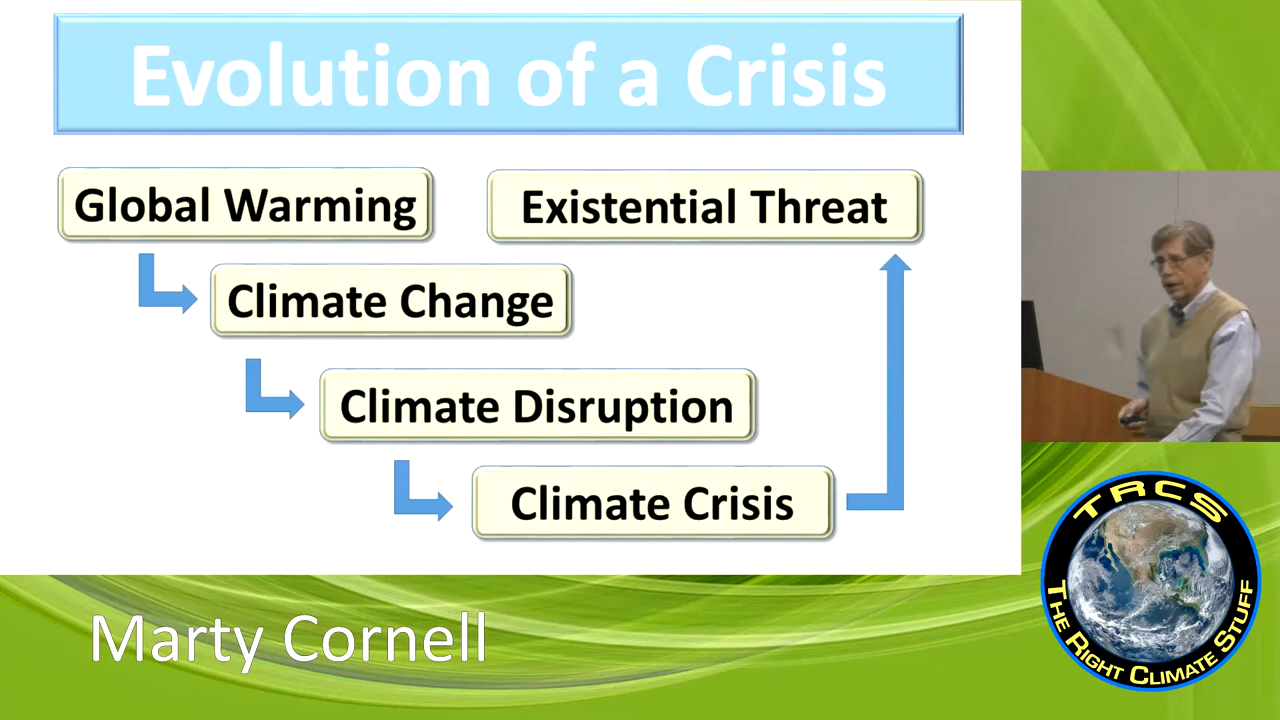 Evolution of a Crisis
Global Warming
Existential Threat
Climate Change
Climate Disruption
Climate Crisis
Marty Cornell
TRCS
THE RIGHT CLIMATE STUFF